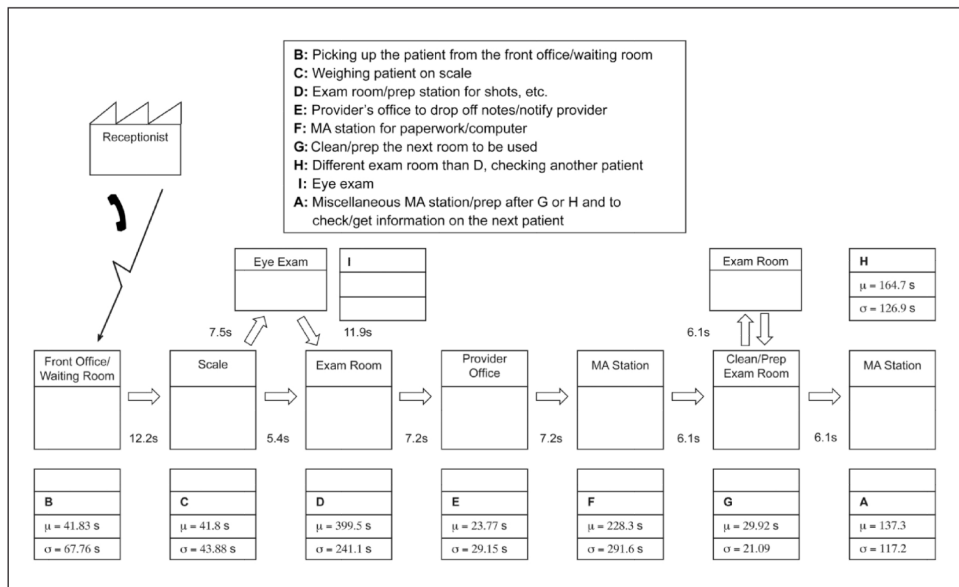 B: Picking up the patient from the front office/waiting room
C: Weighing patient on scale
D: Exam room/prep station for shots, etc.
E: Provider's office to drop off notes/notify provider
F: MA station for paperwork/computer
G: Clean/prep the next room to be used
H: Different exam room than D, checking another patient
I: Eye exam
A: Miscellaneous MA station/prep after G or H and to
check/get information on the next patient
Receptionist
Eye Exam
I
Exam Room
H
μ = 164.7 s
σ = 126.9 s
7.5s
11.9s
6.1s
Front Office/
Waiting Room
Scale
Exam Room
Provider
Office
MA Station
Clean/Prep
Exam Room
MA Station
12.2s
5.4s
7.2s
7.2s
6.1s
6.1s
B
μ = 41.83 s
σ = 67.76 s
C
μ = 41.8 s
σ = 43.88 s
D
μ = 399.5 s
σ = 241.1 s
E
μ = 23.77 s
σ = 29.15 s
F
μ = 228.3 s
σ = 291.6 s
G
μ = 29.92 s
σ = 21.09
A
μ = 137.3
σ = 117.2